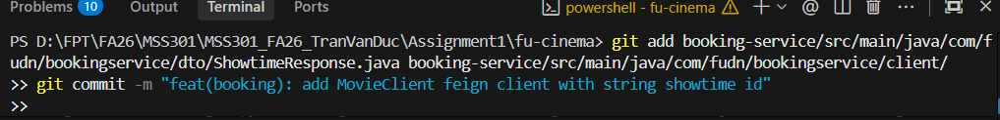 Problems 10 Output Terminal Ports powershell - fu-cinema
PS D:\FPT\FA26\MSS301\MSS301_FA26_TranVanDuc\Assignment1\fu-cinema> git add booking-service/src/main/java/com/f
udn/bookingservice/dto/ShowtimeResponse.java booking-service/src/main/java/com/fudn/bookingservice/client/
>> git commit -m "feat(booking): add MovieClient feign client with string showtime id"
>>